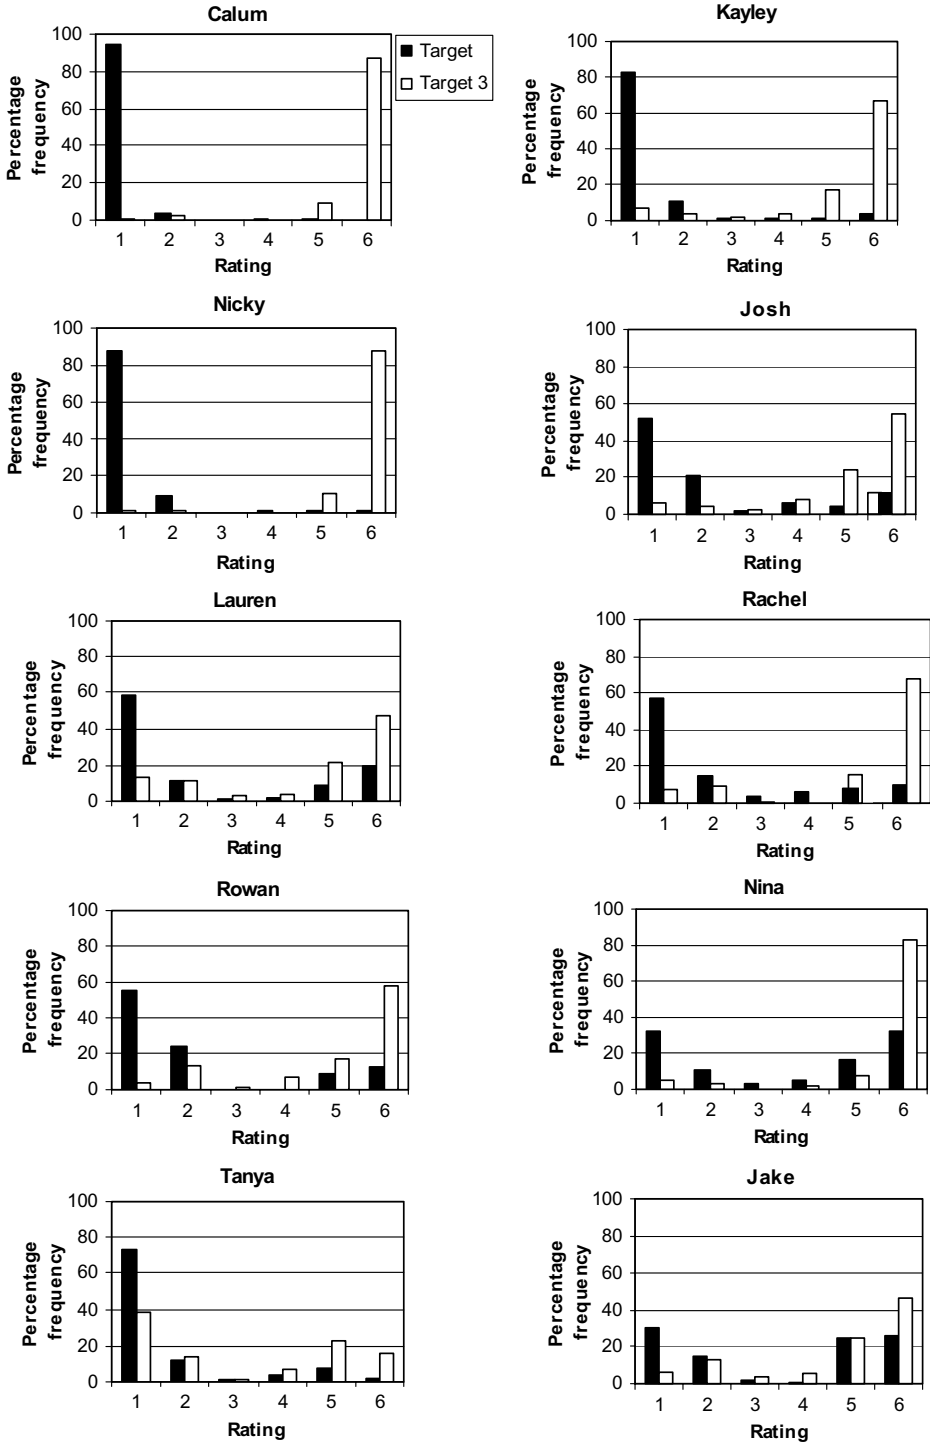 Calum
Percentage
frequency
100
80
60
40
20
0
1 2 3 4 5 6
Rating
Target
Target 3
Kayley
Percentage
frequency
100
80
60
40
20
0
1 2 3 4 5 6
Rating
Nicky
Percentage
frequency
100
80
60
40
20
0
1 2 3 4 5 6
Rating
Josh
Percentage
frequency
100
80
60
40
20
0
1 2 3 4 5 6
Rating
Lauren
Percentage
frequency
100
80
60
40
20
0
1 2 3 4 5 6
Rating
Rachel
Percentage
frequency
100
80
60
40
20
0
1 2 3 4 5 6
Rating
Rowan
Percentage
frequency
100
80
60
40
20
0
1 2 3 4 5 6
Rating
Nina
Percentage
frequency
100
80
60
40
20
0
1 2 3 4 5 6
Rating
Tanya
Percentage
frequency
100
80
60
40
20
0
1 2 3 4 5 6
Rating
Jake
Percentage
frequency
100
80
60
40
20
0
1 2 3 4 5 6
Rating